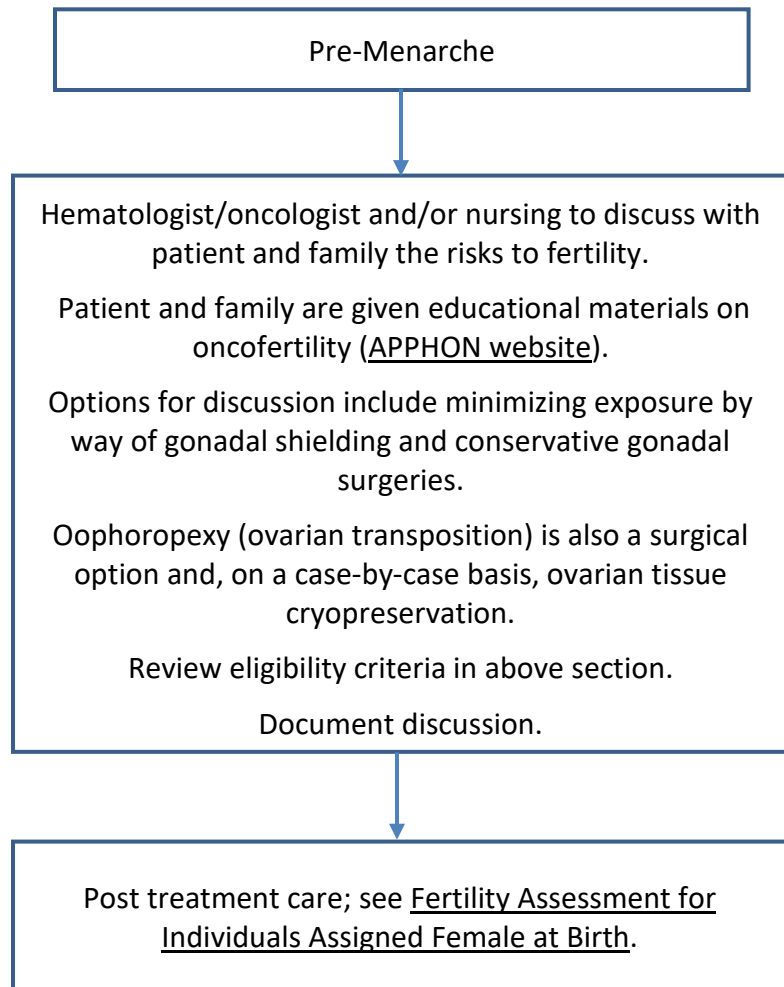 Pre-Menarche
Hematologist/oncologist and/or nursing to discuss with
patient and family the risks to fertility.
Patient and family are given educational materials on
oncofertility (APPHON website).
Options for discussion include minimizing exposure by
way of gonadal shielding and conservative gonadal
surgeries.
Oophoropexy (ovarian transposition) is also a surgical
option and, on a case-by-case basis, ovarian tissue
cryopreservation.
Review eligibility criteria in above section.
Document discussion.
Post treatment care; see Fertility Assessment for
Individuals Assigned Female at Birth.